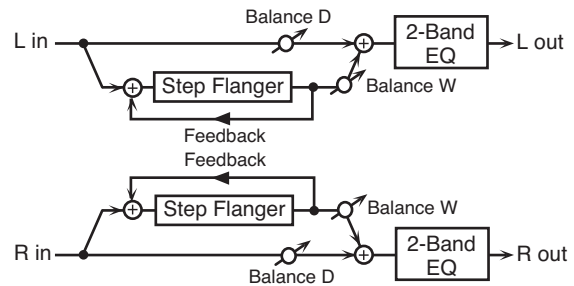 Balance D
L in
2-Band
EQ
L out
Step Flanger
Balance W
Feedback
Feedback
Step Flanger
Balance W
R in
2-Band
EQ
R out
Balance D